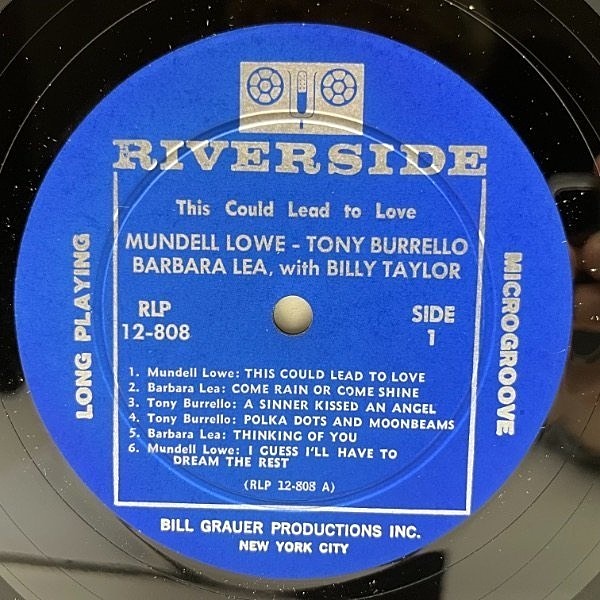 RIVERSIDE
This Could Lead to Love
MUNDELL LOWE - TONY BURRELLO
BARBARA LEA, with BILLY TAYLOR
LONG PLAYING
MICROGROOVE
RLP
12-808
SIDE
1
1. Mundell Lowe: THIS COULD LEAD TO LOVE
2. Barbara Lea: COME RAIN OR COME SHINE
3. Tony Burrello: A SINNER KISSED AN ANGEL
4. Tony Burrello: POLKA DOTS AND MOONBEAMS
5. Barbara Lea: THINKING OF YOU
6. Mundell Lowe: I GUESS I'LL HAVE TO
DREAM THE REST
(RLP 12-808 A)
BILL GRAUER PRODUCTIONS INC.
NEW YORK CITY